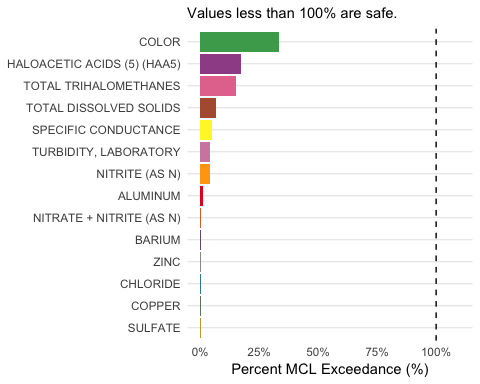 Values less than 100% are safe.
COLOR
HALOACETIC ACIDS (5) (HAA5)
TOTAL TRIHALOMETHANES
TOTAL DISSOLVED SOLIDS
SPECIFIC CONDUCTANCE
TURBIDITY, LABORATORY
NITRITE (AS N)
ALUMINUM
NITRATE + NITRITE (AS N)
BARIUM
ZINC
CHLORIDE
COPPER
SULFATE
0% 25% 50% 75% 100%
Percent MCL Exceedance (%)